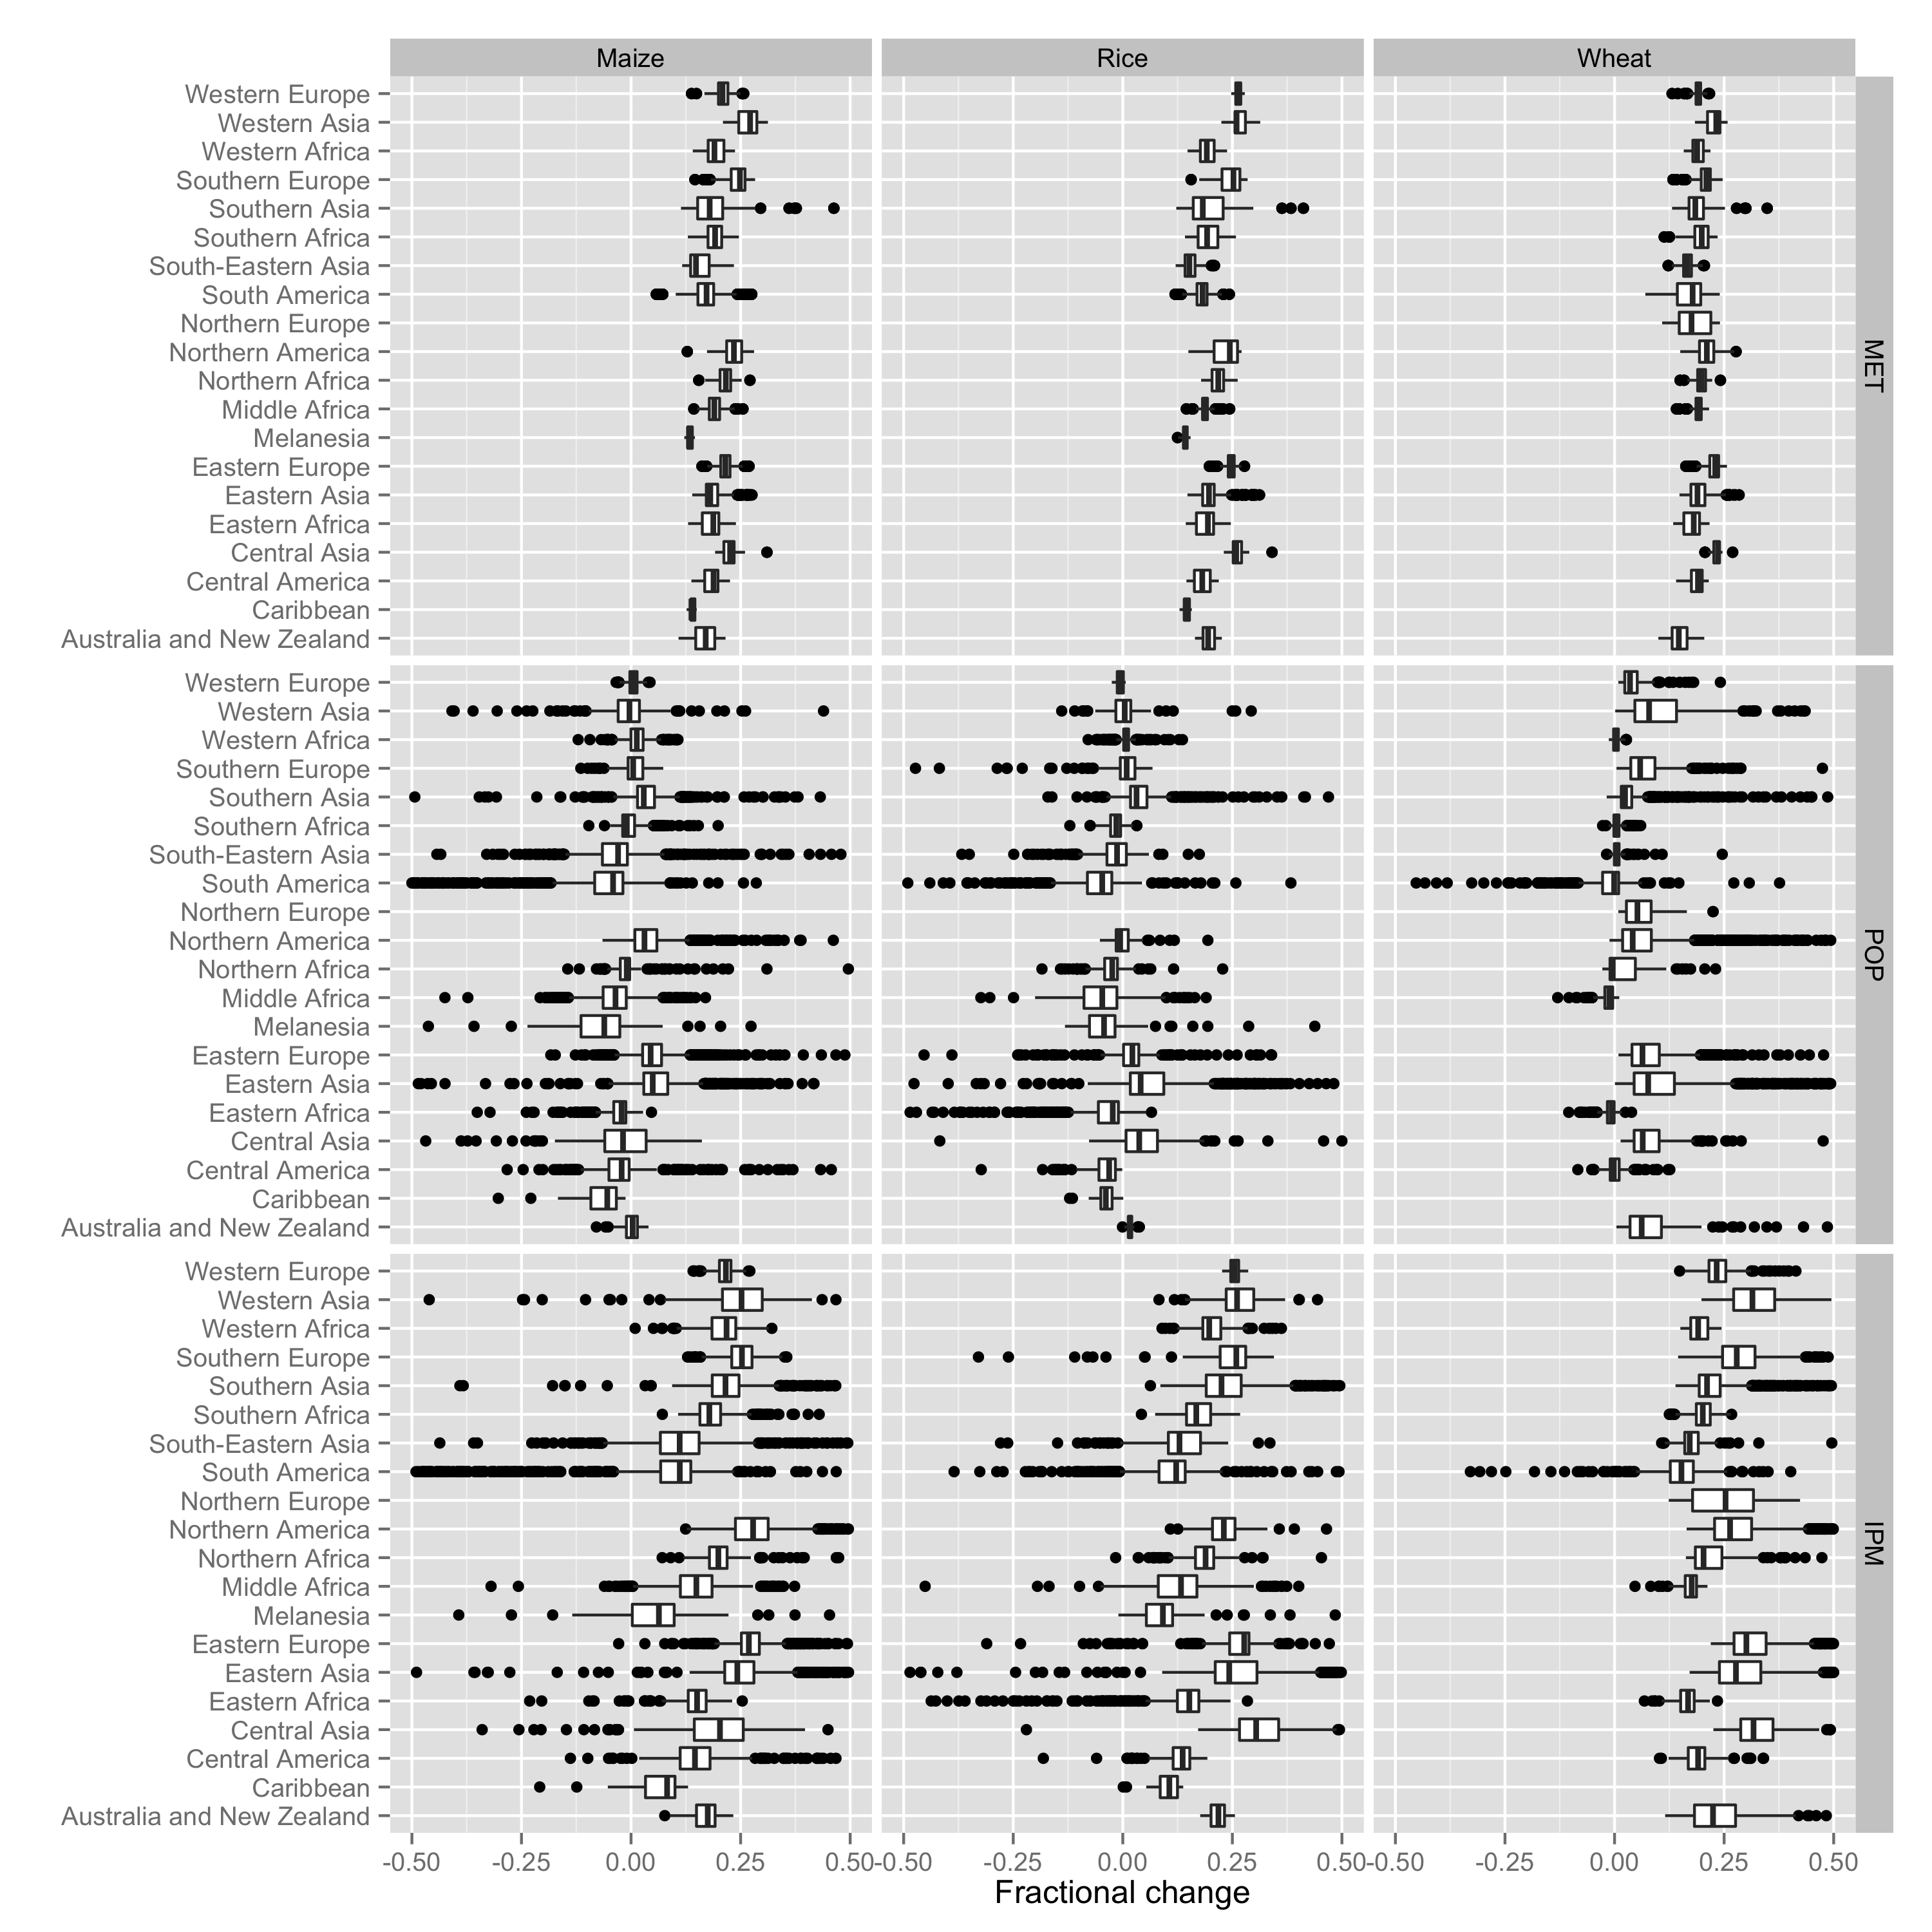 Maize Rice Wheat
Western Europe
Western Asia
Western Africa
Southern Europe
Southern Asia
Southern Africa
South-Eastern Asia
South America
Northern Europe
Northern America
Northern Africa
Middle Africa
Melanesia
Eastern Europe
Eastern Asia
Eastern Africa
Central Asia
Central America
Caribbean
Australia and New Zealand
MET
Western Europe
Western Asia
Western Africa
Southern Europe
Southern Asia
Southern Africa
South-Eastern Asia
South America
Northern Europe
Northern America
Northern Africa
Middle Africa
Melanesia
Eastern Europe
Eastern Asia
Eastern Africa
Central Asia
Central America
Caribbean
Australia and New Zealand
POP
Western Europe
Western Asia
Western Africa
Southern Europe
Southern Asia
Southern Africa
South-Eastern Asia
South America
Northern Europe
Northern America
Northern Africa
Middle Africa
Melanesia
Eastern Europe
Eastern Asia
Eastern Africa
Central Asia
Central America
Caribbean
Australia and New Zealand
IPM
-0.50 -0.25 0.00 0.25 0.50 -0.50 -0.25 0.00 0.25 0.50 -0.50 -0.25 0.00 0.25 0.50
Fractional change